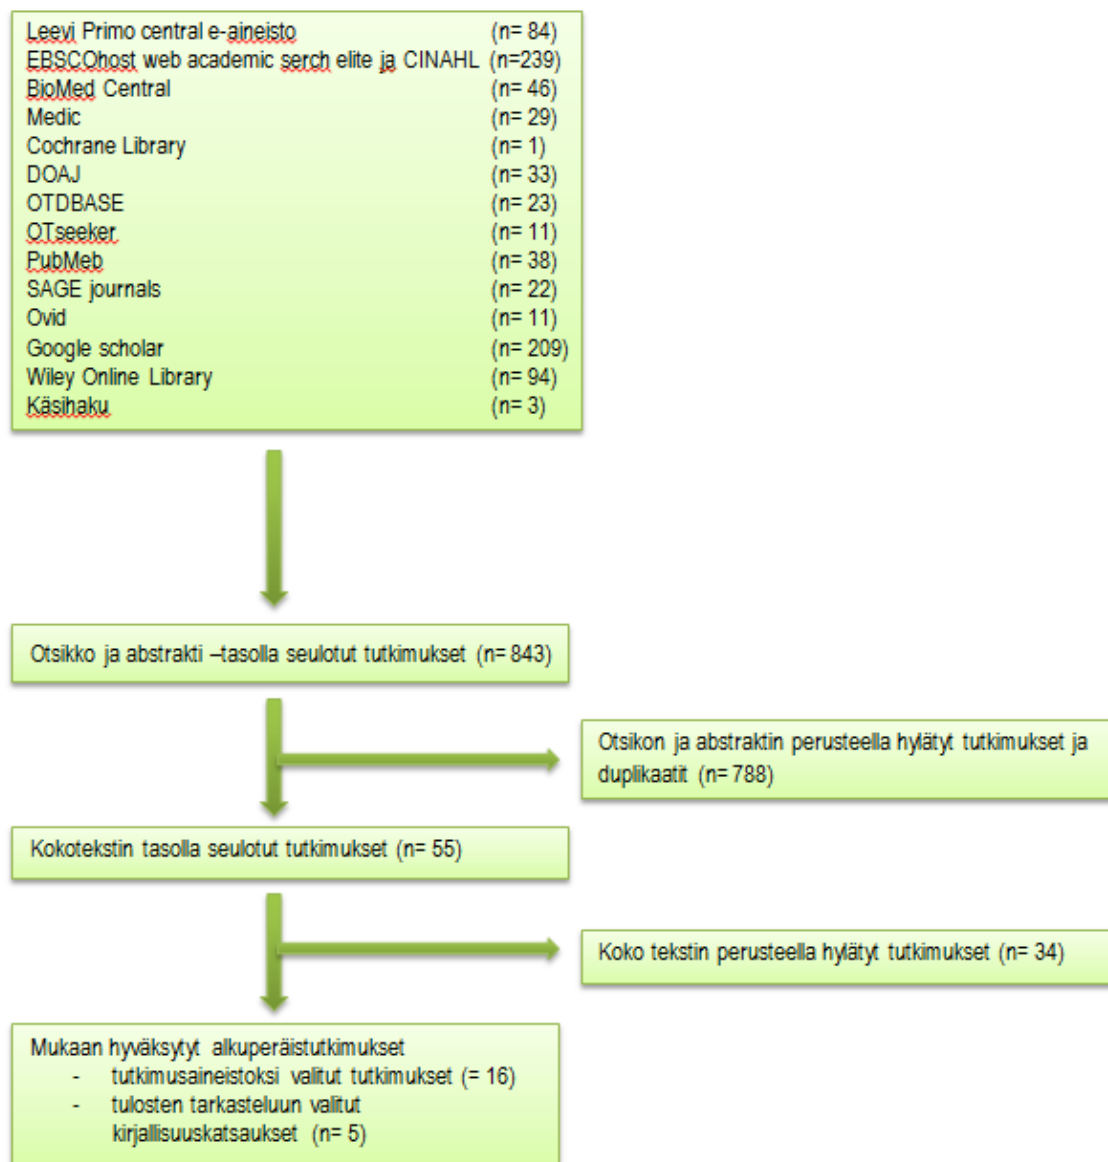 Leevi Primo central e-aineisto (n= 84)
EBSCOhost web academic serch elite ja CINAHL (n=239)
BioMed Central (n= 46)
Medic (n= 29)
Cochrane Library (n= 1)
DOAJ (n= 33)
OTDBASE (n= 23)
OTseeker (n= 11)
PubMeb (n= 38)
SAGE journals (n= 22)
Ovid (n= 11)
Google scholar (n= 209)
Wiley Online Library (n= 94)
Käsihaku (n= 3)
Otsikko ja abstrakti –tasolla seulotut tutkimukset (n= 843)
Otsikon ja abstraktin perusteella hylätyt tutkimukset ja
duplikaatit (n= 788)
Kokotekstin tasolla seulotut tutkimukset (n= 55)
Koko tekstin perusteella hylätyt tutkimukset (n= 34)
Mukaan hyväksytyt alkuperäistutkimukset
- tutkimusaineistoksi valitut tutkimukset (= 16)
- tulosten tarkasteluun valitut
kirjallisuuskatsaukset (n= 5)